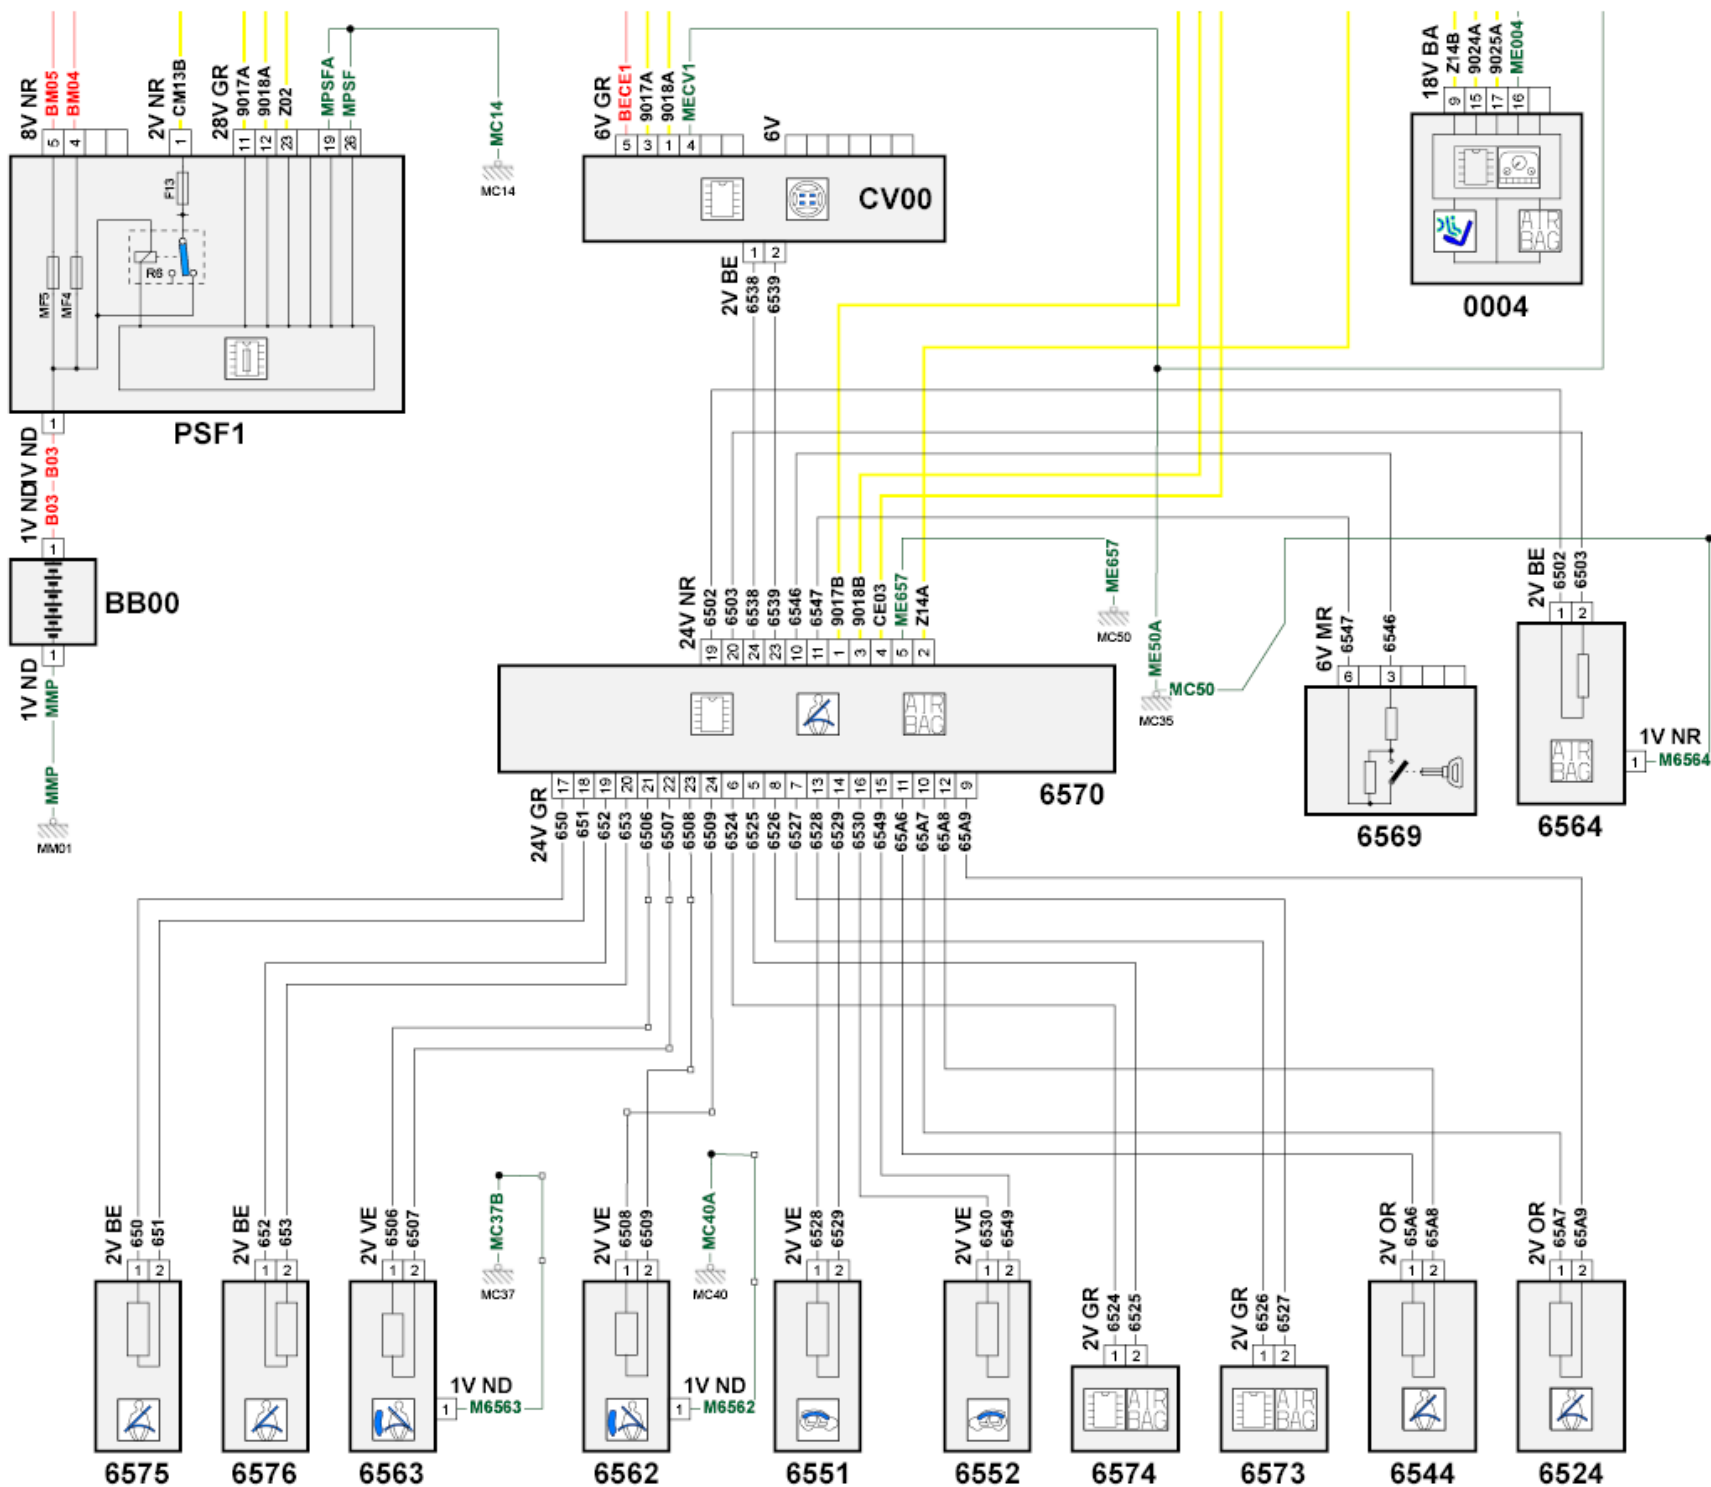 8V NR BM05 BM04 2V NR CM13B 28V GR 9017A 9018A Z02 MPSFA MPSF MC14
5 4 1 11 12 23 19 26
MC14
F13
R6
MF5 MF4
PSF1
1
1V ND B03
1V ND B03
1
BB00
1
1V ND MMP
MMP
MM01
6V GR BECE1 9017A 9018A MECV1 6V
5 3 1 4
CV00
1 2
2V BE 6538 6539
18V BA Z14B 9024A 9025A ME004
9 15 17 16
AIR
BAG
0004
24V NR 6502 6503 6538 6539 6546 6547 9017B 9018B CE03 ME657 Z14A
19 20 24 23 10 11 1 3 4 5 2
ME657
MC50
ME50A
MC50
MC35
AIR
BAG
6570
6V MR 6547 6546
6 3
6569
2V BE 6502 6503
1 2
AIR
BAG
1V NR
1 M6564
6564
17 18 19 20 21 22 23 24 6 5 8 7 13 14 16 15 11 10 12 9
24V GR 650 651 652 653 6506 6507 6508 6509 6524 6525 6526 6527 6528 6529 6530 6549 65A6 65A7 65A8 65A9
2V BE 650 651
1 2
6575
2V BE 652 653
1 2
6576
2V VE 6506 6507
1 2
MC37B
MC37
1V ND
1 M6563
6563
2V VE 6508 6509
1 2
MC40A
MC40
1V ND
1 M6562
6562
2V VE 6528 6529
1 2
6551
2V VE 6530 6549
1 2
6552
2V GR 6524 6525
1 2
AIR
BAG
6574
2V GR 6526 6527
1 2
AIR
BAG
6573
2V OR 65A6 65A8
1 2
6544
2V OR 65A7 65A9
1 2
6524